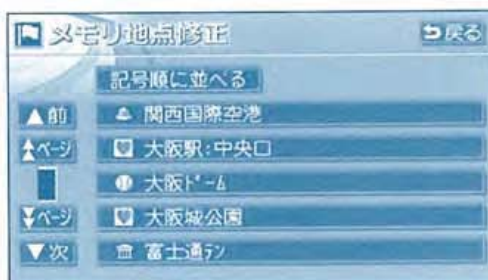 メモリ地点修正
戻る
記号順に並べる
前
関西国際空港
ページ
大阪駅:中央口
大阪ﾄﾞｰﾑ
ページ
大阪城公園
次
富士通ﾃﾝ